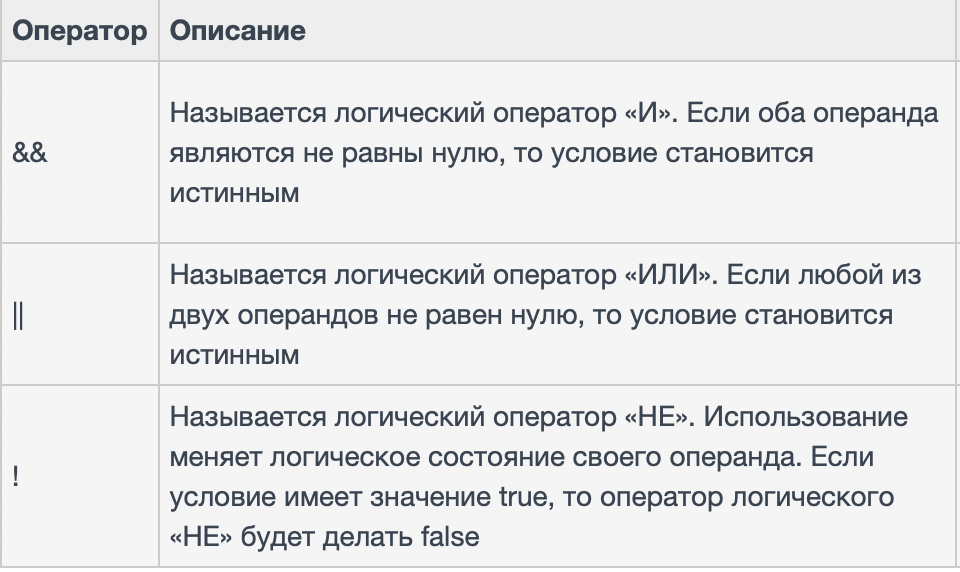 Оператор Описание
&&
Называется логический оператор «И». Если оба операнда
являются не равны нулю, то условие становится
истинным
||
Называется логический оператор «ИЛИ». Если любой из
двух операндов не равен нулю, то условие становится
истинным
!
Называется логический оператор «НЕ». Использование
меняет логическое состояние своего операнда. Если
условие имеет значение true, то оператор логического
«НЕ» будет делать false